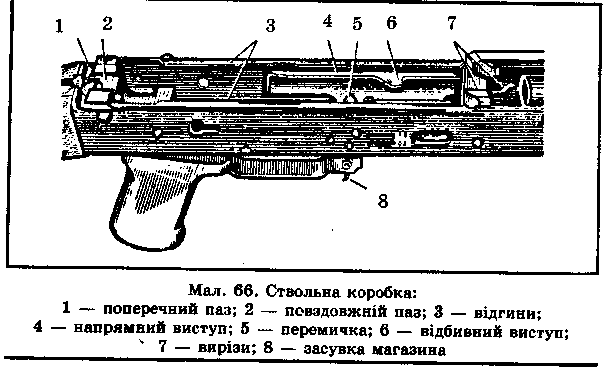 1 2 3 4 5 6 7
8
Мал. 66. Ствольна коробка:
1 — поперечний паз; 2 — повздовжній паз; 3 — відгини;
4 — напрямний виступ; 5 — перемичка; 6 — відбивний виступ;
7 — вирізи; 8 — засувка магазина